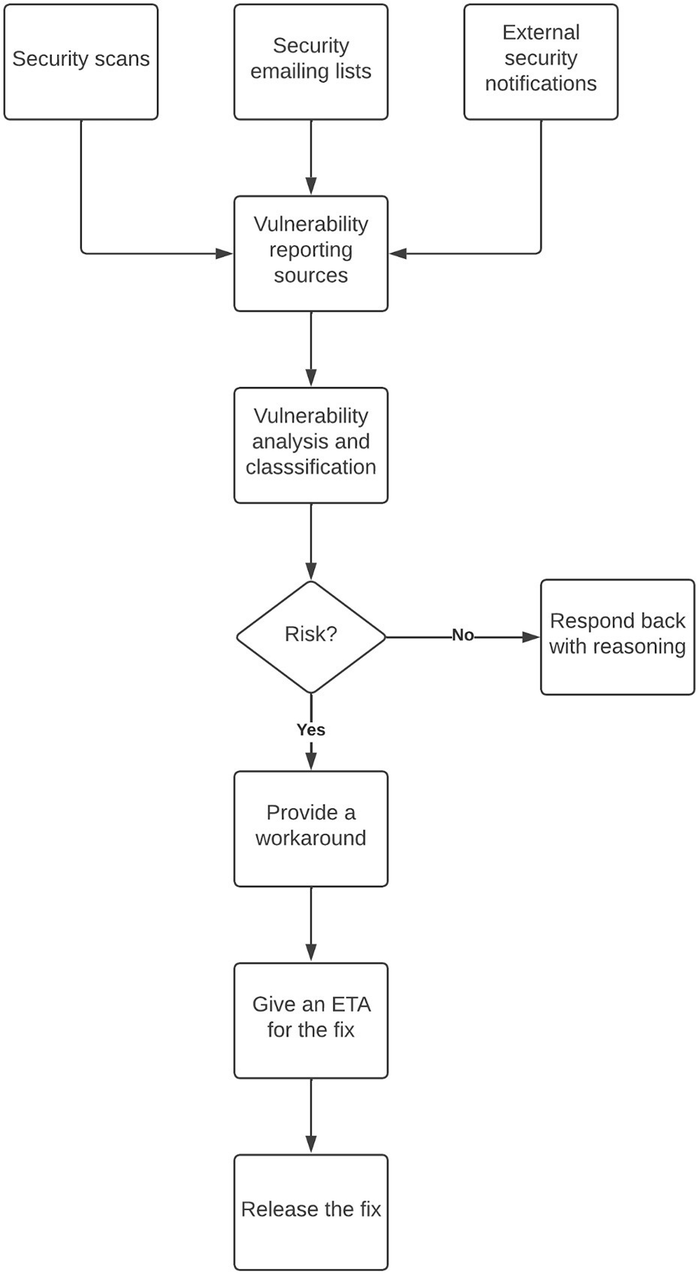 Security scans
Security
emailing lists
External
security
notifications
Vulnerability
reporting
sources
Vulnerability
analysis and
classsification
Risk?
No
Respond back
with reasoning
Yes
Provide a
workaround
Give an ETA
for the fix
Release the fix